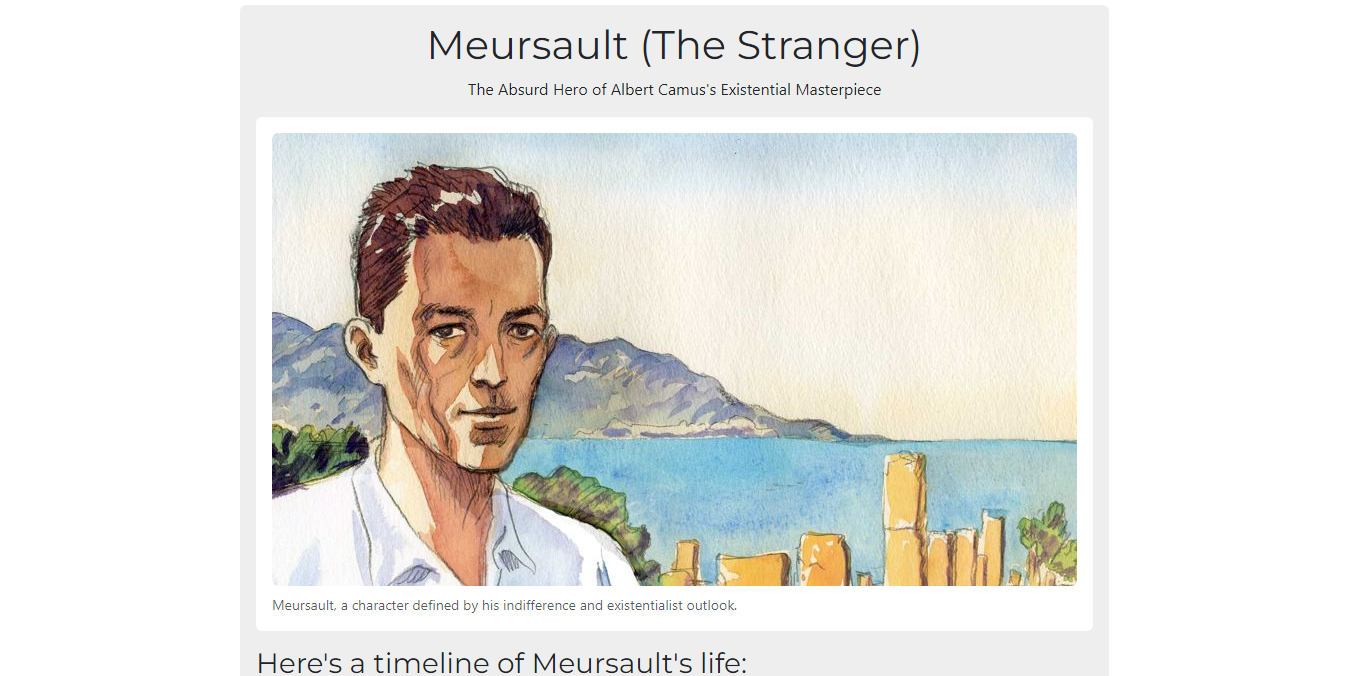 Meursault (The Stranger)
The Absurd Hero of Albert Camus's Existential Masterpiece
Meursault, a character defined by his indifference and existentialist outlook.
Here's a timeline of Meursault's life: